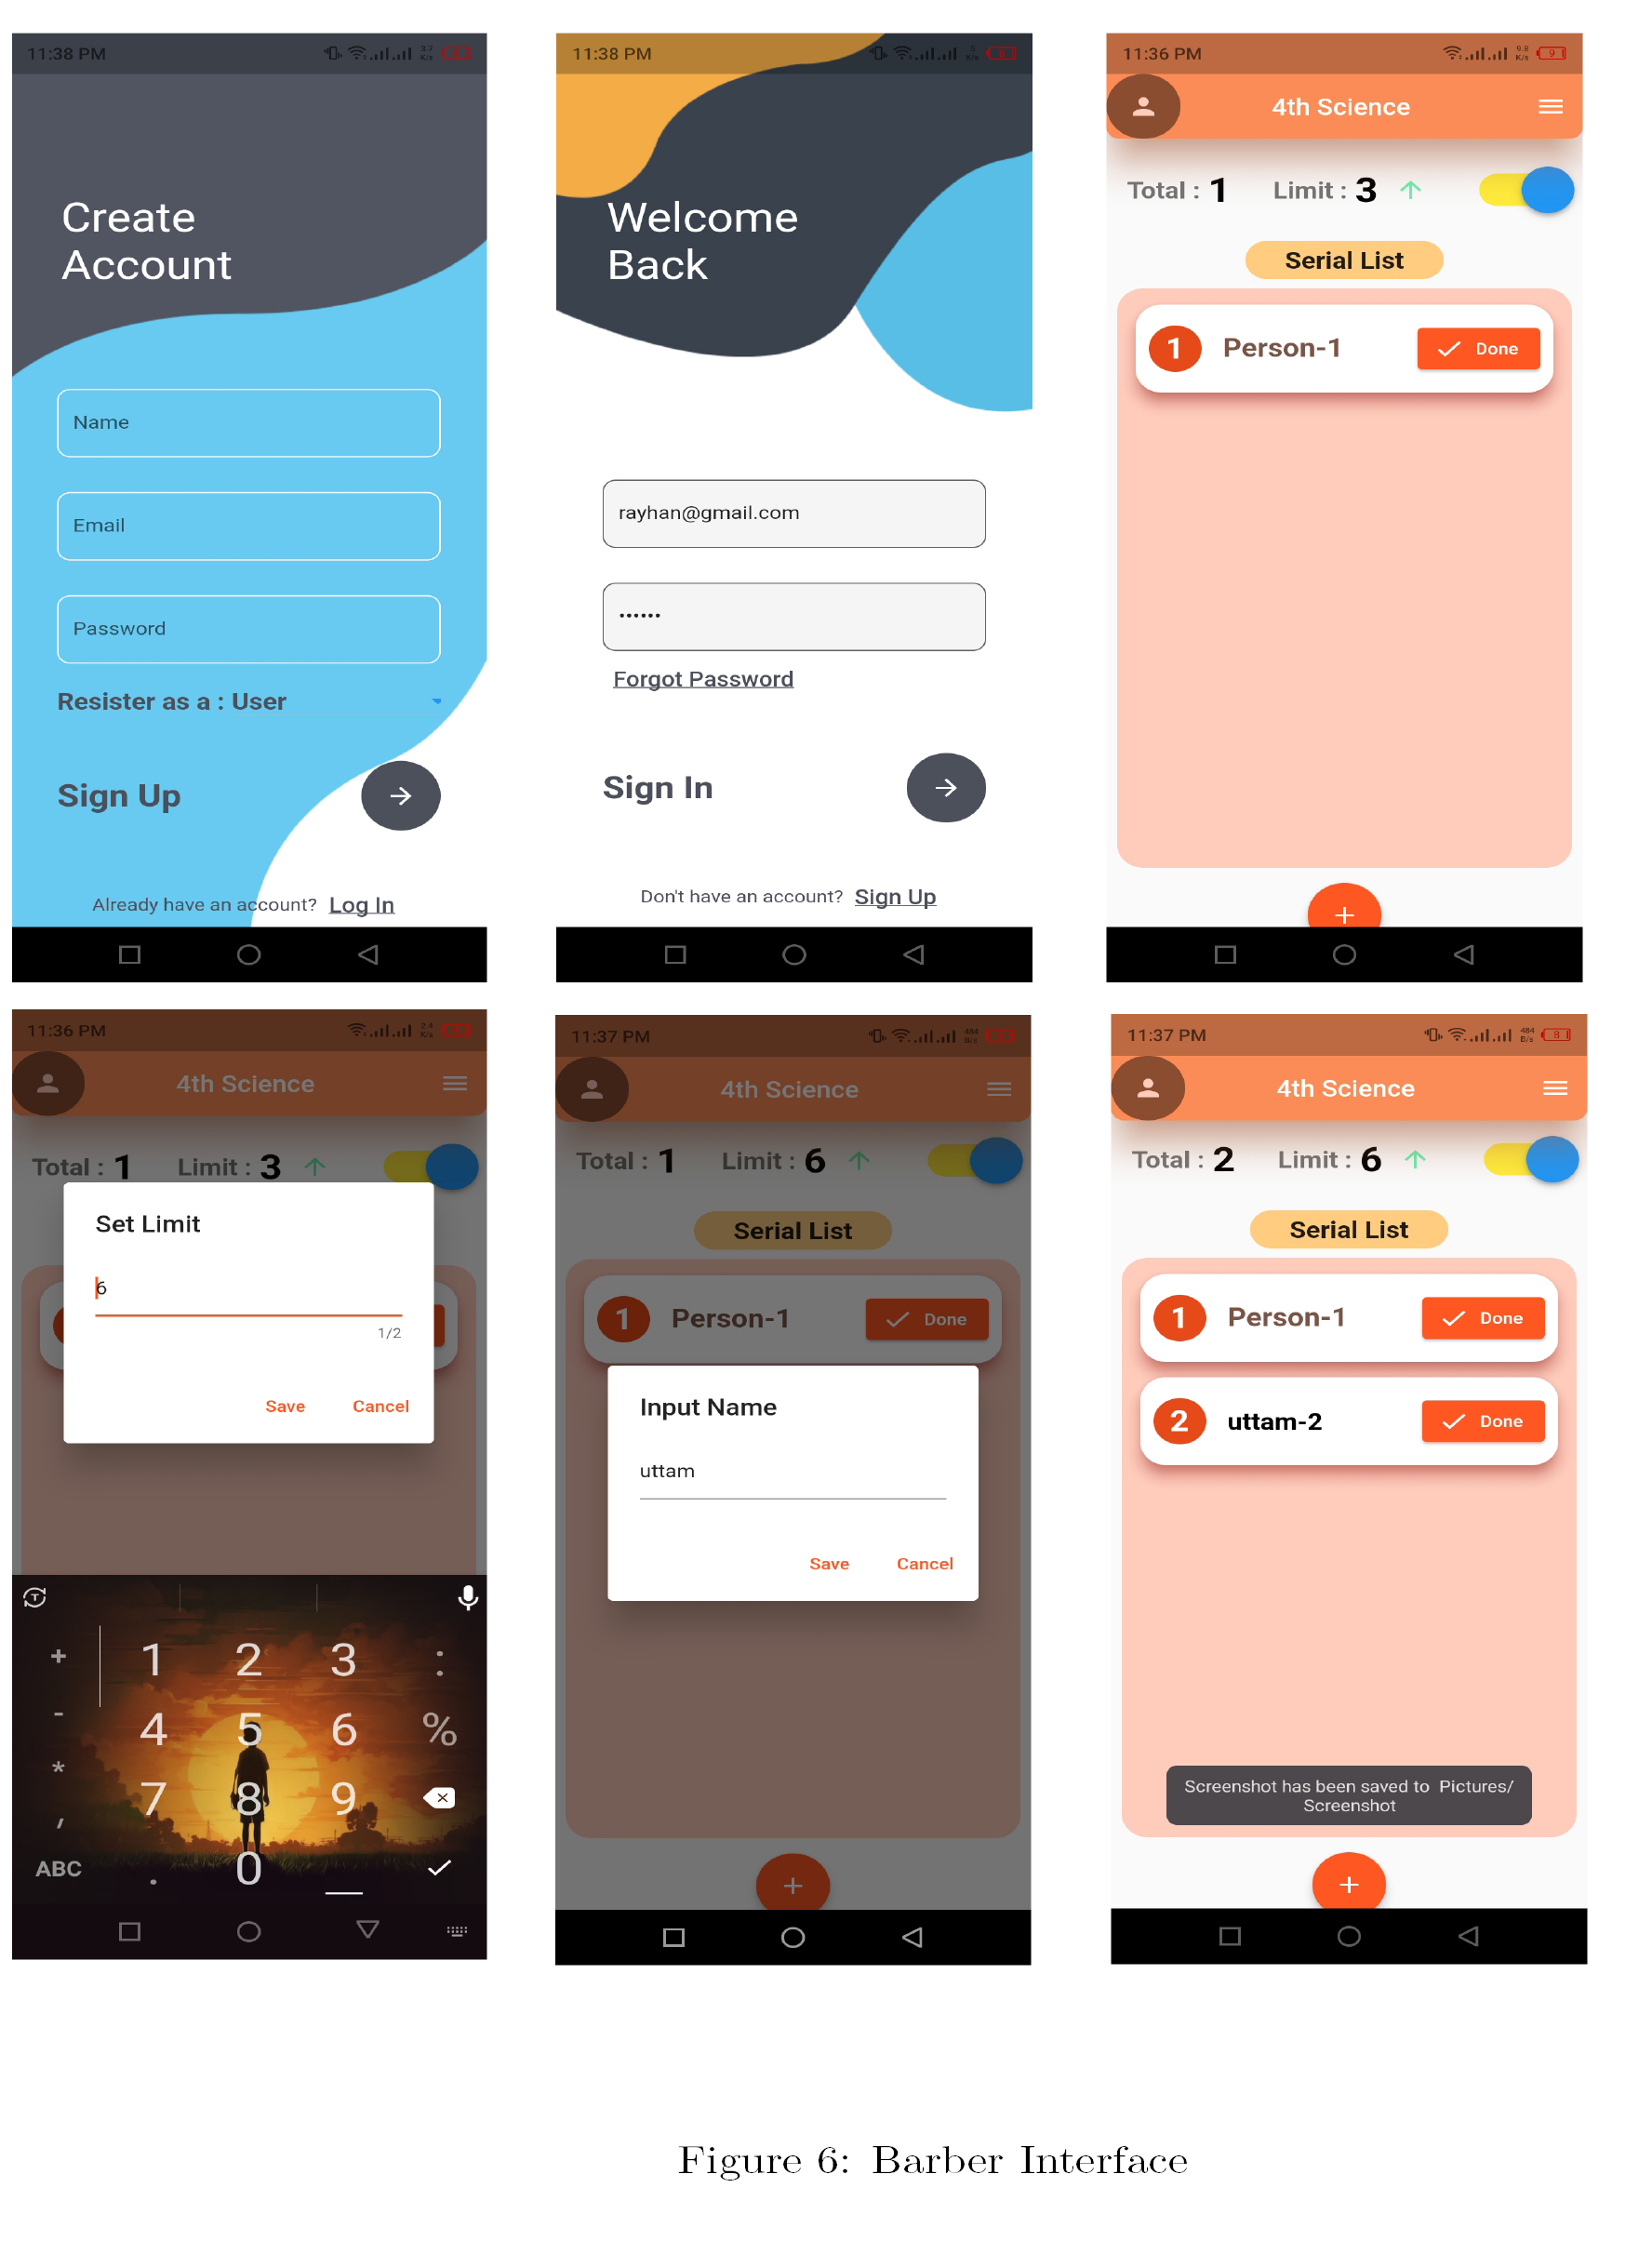 11:38 PM
Create
Account
Name
Email
Password
Resister as a : User
Sign Up
Already have an account? Log In
11:38 PM
Welcome
Back
rayhan@gmail.com
••••••
Forgot Password
Sign In
Don't have an account? Sign Up
11:36 PM 9.8 K/s 9
4th Science
Total : 1 Limit : 3
Serial List
1 Person-1 Done
+
11:36 PM
4th Science
Total : 1 Limit : 3
Set Limit
6
1/2
Save Cancel
+ 1 2 3 :
- 4 5 6 %
* 7 8 9
,
ABC . 0
11:37 PM 484 B/s
4th Science
Total : 1 Limit : 6
Serial List
1 Person-1 Done
Input Name
uttam
Save Cancel
+
11:37 PM 484 B/s 8
4th Science
Total : 2 Limit : 6
Serial List
1 Person-1 Done
2 uttam-2 Done
Screenshot has been saved to Pictures/
Screenshot
+
Figure 6: Barber Interface